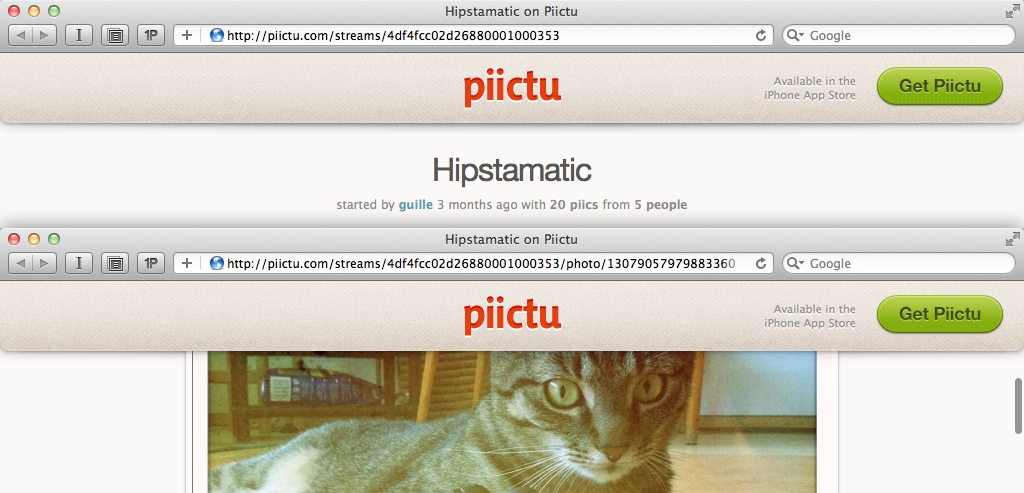 Hipstamatic on Piictu
I 1P + http://piictu.com/streams/4df4fcc02d26880001000353 Google
piictu
Available in the
iPhone App Store
Get Piictu
Hipstamatic
started by guille 3 months ago with 20 piics from 5 people
Hipstamatic on Piictu
I 1P + http://piictu.com/streams/4df4fcc02d26880001000353/photo/13079057979883360 Google
piictu
Available in the
iPhone App Store
Get Piictu